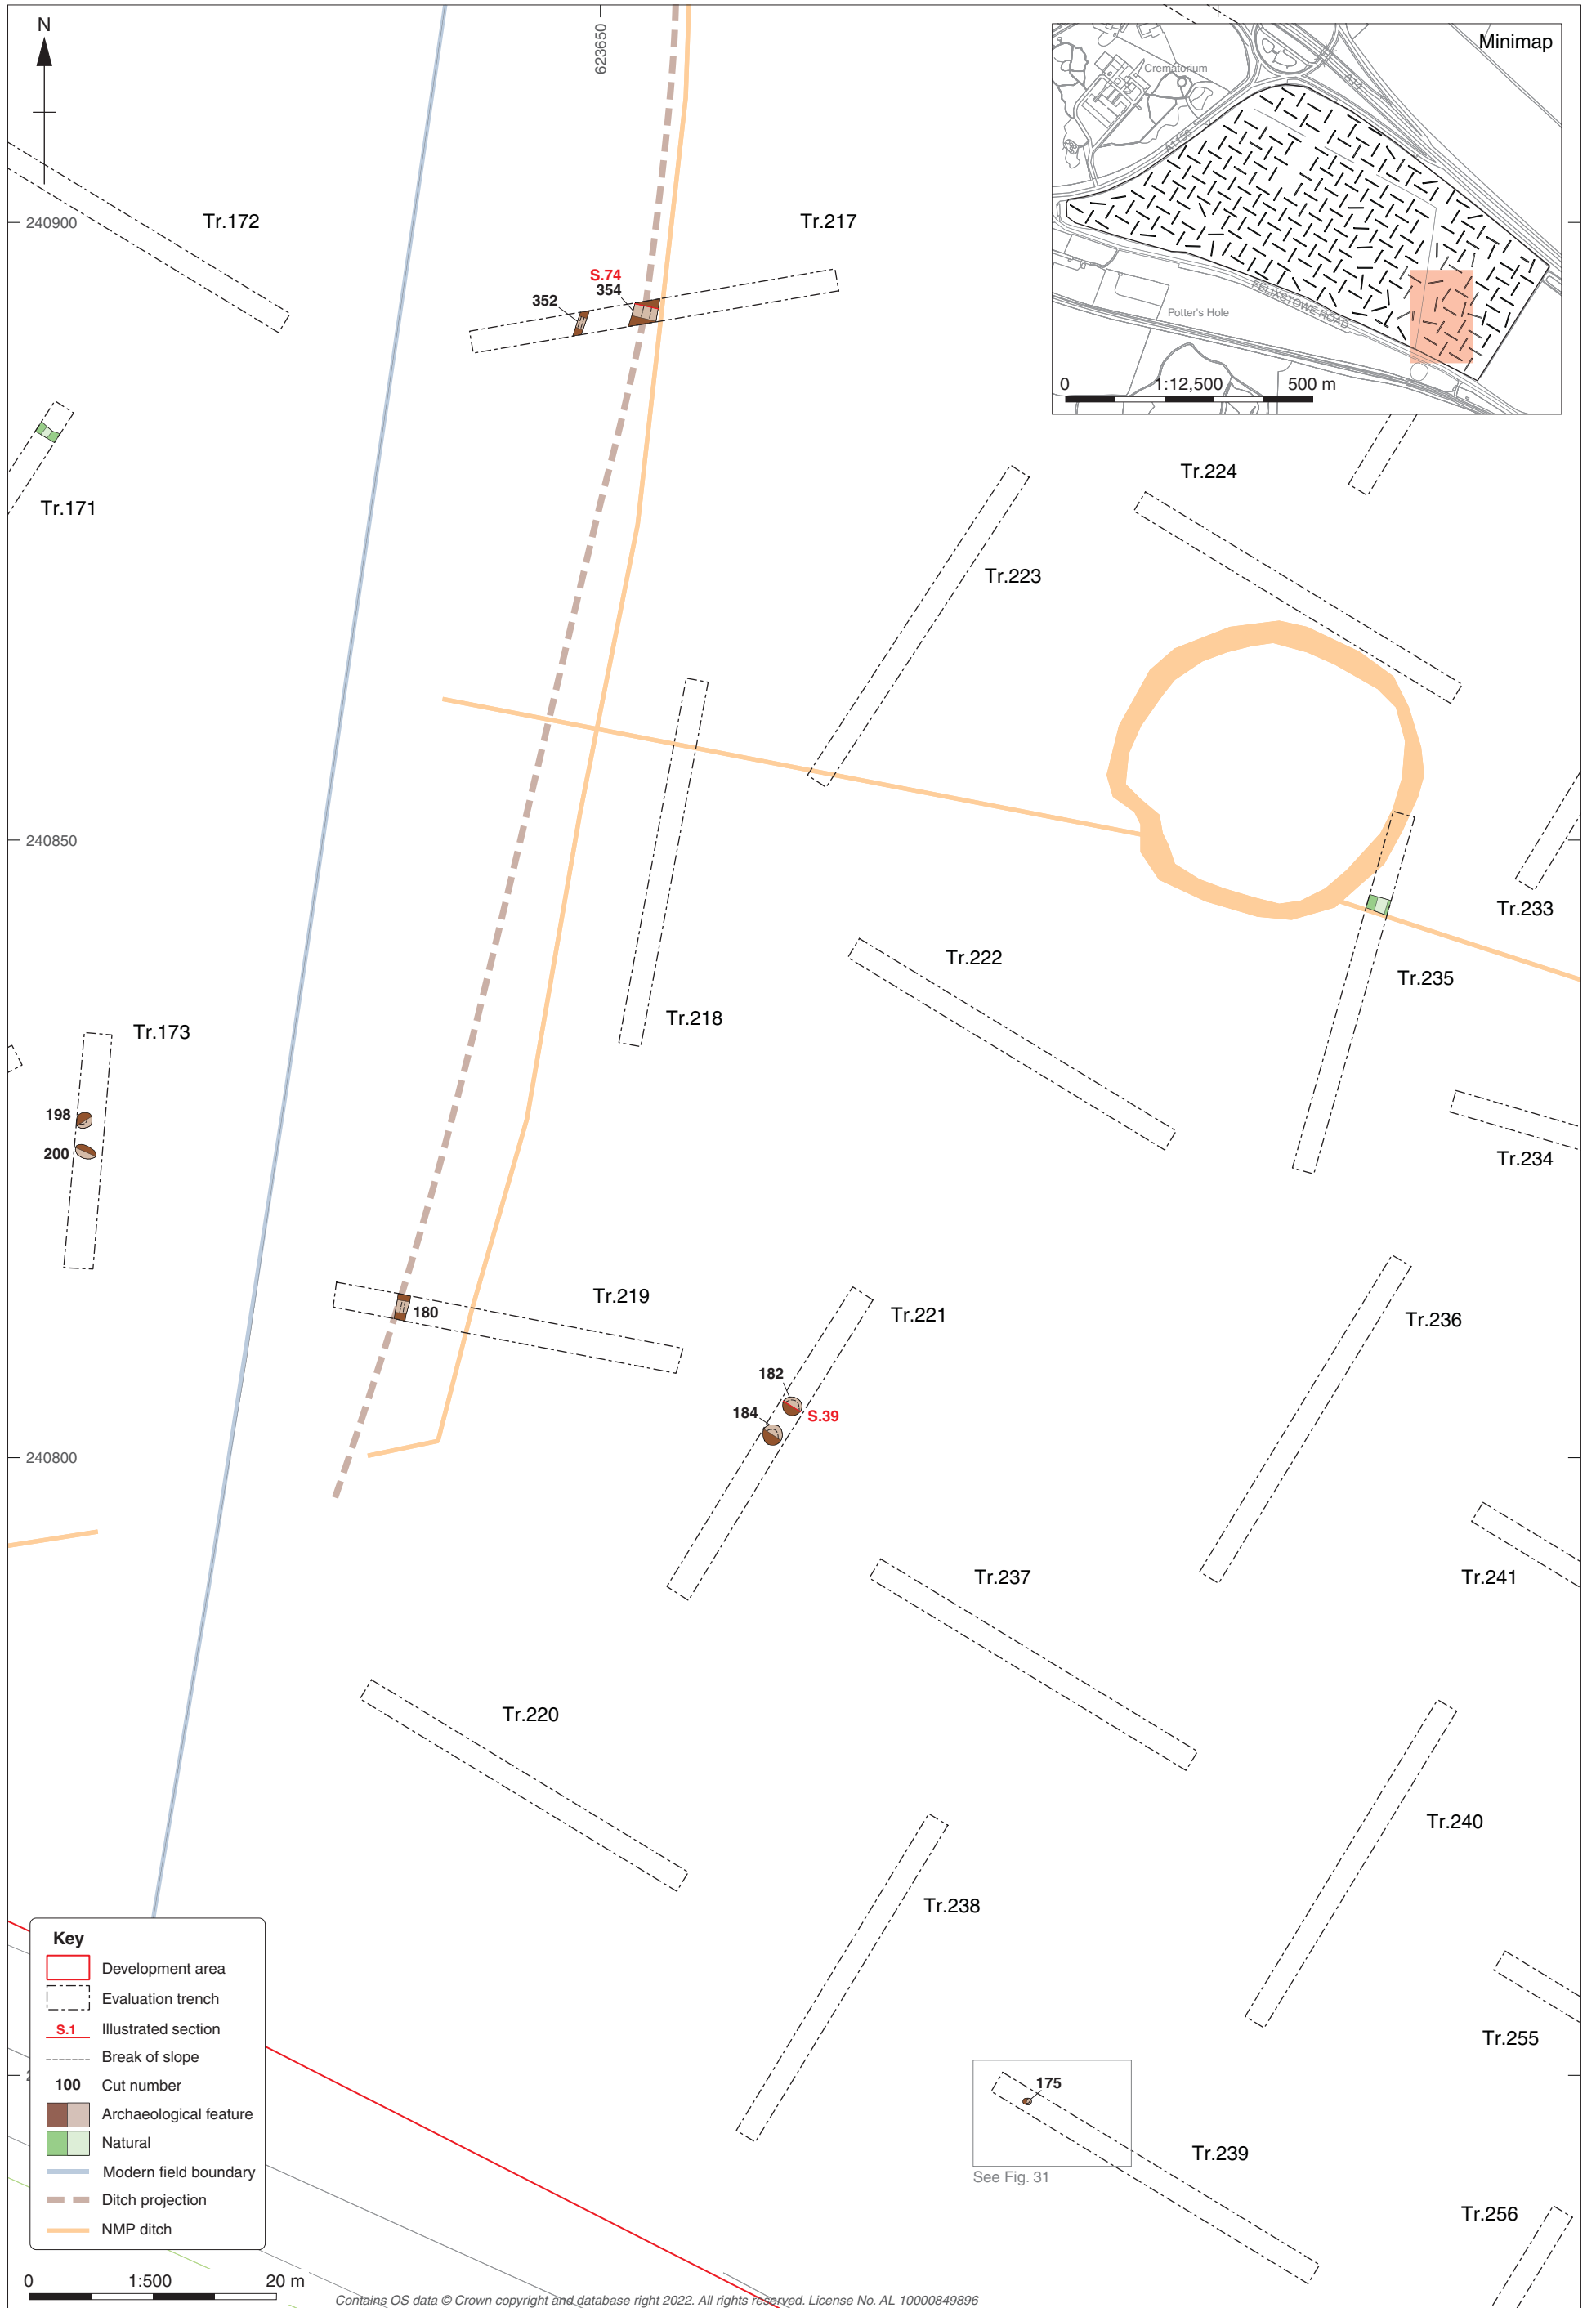 N
623650
Minimap
Crematorium
A14
A1156
FELIXSTOWE ROAD
Potter's Hole
0 1:12,500 500 m
240900
Tr.172
Tr.217
S.74
354
352
Tr.171
Tr.224
Tr.223
240850
Tr.233
Tr.222
Tr.235
Tr.218
Tr.173
198
200
Tr.234
Tr.219
180
Tr.221
Tr.236
182
184
S.39
240800
Tr.237
Tr.241
Tr.220
Tr.240
Tr.238
Tr.255
175
Tr.239
See Fig. 31
Tr.256
Key
Development area
Evaluation trench
S.1 Illustrated section
Break of slope
100 Cut number
Archaeological feature
Natural
Modern field boundary
Ditch projection
NMP ditch
0 1:500 20 m
Contains OS data © Crown copyright and database right 2022. All rights reserved. License No. AL 10000849896